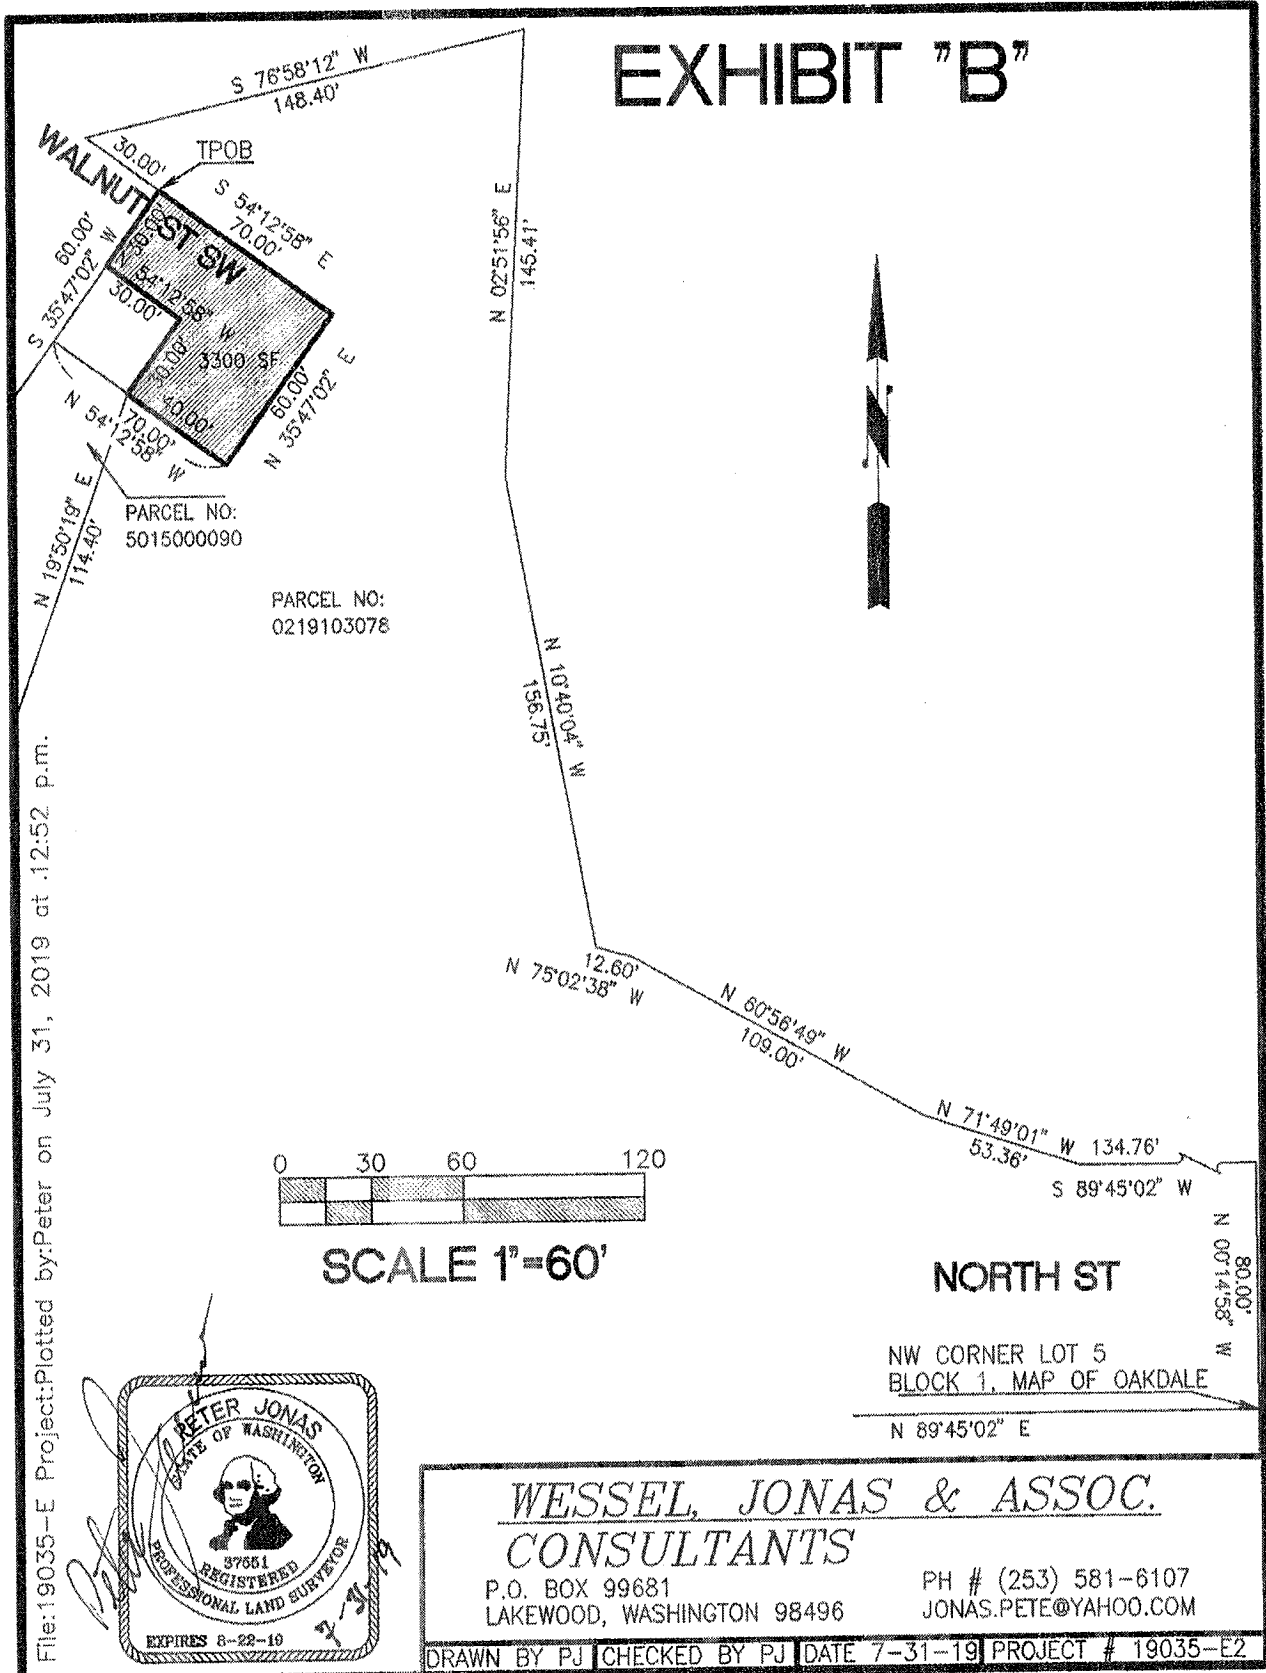 EXHIBIT "B"
S 76°58'12" W
148.40'
WALNUT ST SW
30.00'
TPOB
S 54°12'58" E
70.00'
60.00'
S 35°47'02" W
30.00'
N 54°12'58" W
30.00'
30.00'
3300 SF
40.00'
60.00'
N 35°47'02" E
70.00'
N 54°12'58" W
N 19°50'19" E
114.40'
PARCEL NO:
5015000090
PARCEL NO:
0219103078
N 02°51'56" E
145.41'
N
N 10°40'04" W
156.75'
12.60'
N 75°02'38" W
N 60°56'49" W
109.00'
N 71°49'01" W
53.36'
134.76'
S 89°45'02" W
80.00'
N 00°14'58" W
0 30 60 120
SCALE 1"=60'
NORTH ST
NW CORNER LOT 5
BLOCK 1, MAP OF OAKDALE
N 89°45'02" E
File:19035-E Project:Plotted by:Peter on July 31, 2019 at .12:52 p.m.
PETER JONAS
STATE OF WASHINGTON
37551
REGISTERED
PROFESSIONAL LAND SURVEYOR
EXPIRES 8-22-19
7-31-19
WESSEL, JONAS & ASSOC.
CONSULTANTS
P.O. BOX 99681
LAKEWOOD, WASHINGTON 98496
PH # (253) 581-6107
JONAS.PETE@YAHOO.COM
DRAWN BY PJ CHECKED BY PJ DATE 7-31-19 PROJECT # 19035-E2